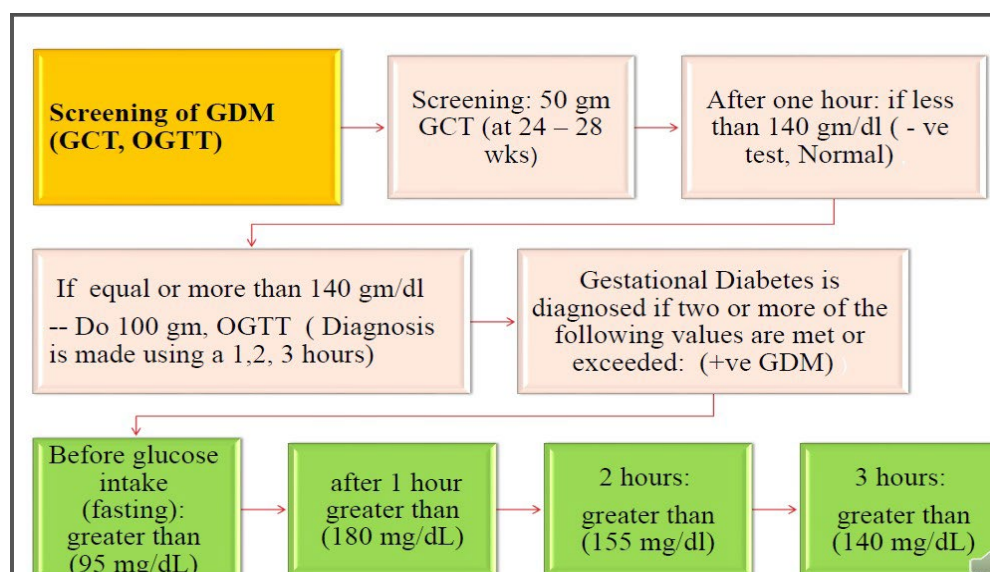 Screening of GDM
(GCT, OGTT)
Screening: 50 gm
GCT (at 24 – 28
wks)
After one hour: if less
than 140 gm/dl ( - ve
test, Normal)
If equal or more than 140 gm/dl
-- Do 100 gm, OGTT ( Diagnosis
is made using a 1,2, 3 hours)
Gestational Diabetes is
diagnosed if two or more of the
following values are met or
exceeded: (+ve GDM) )
Before glucose
intake
(fasting):
greater than
(95 mg/dL)
after 1 hour
greater than
(180 mg/dL)
2 hours:
greater than
(155 mg/dl)
3 hours:
greater than
(140 mg/dL)